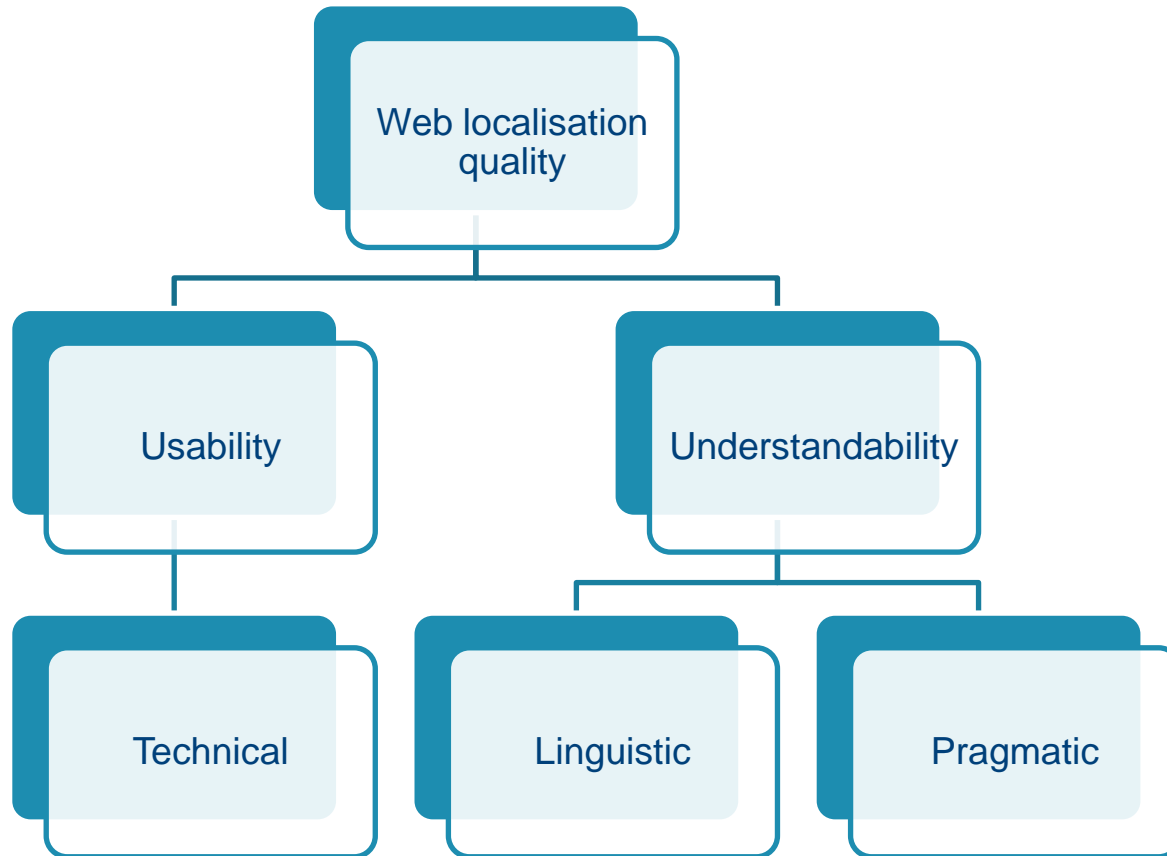 Web localisation
quality
Usability
Understandability
Technical
Linguistic
Pragmatic